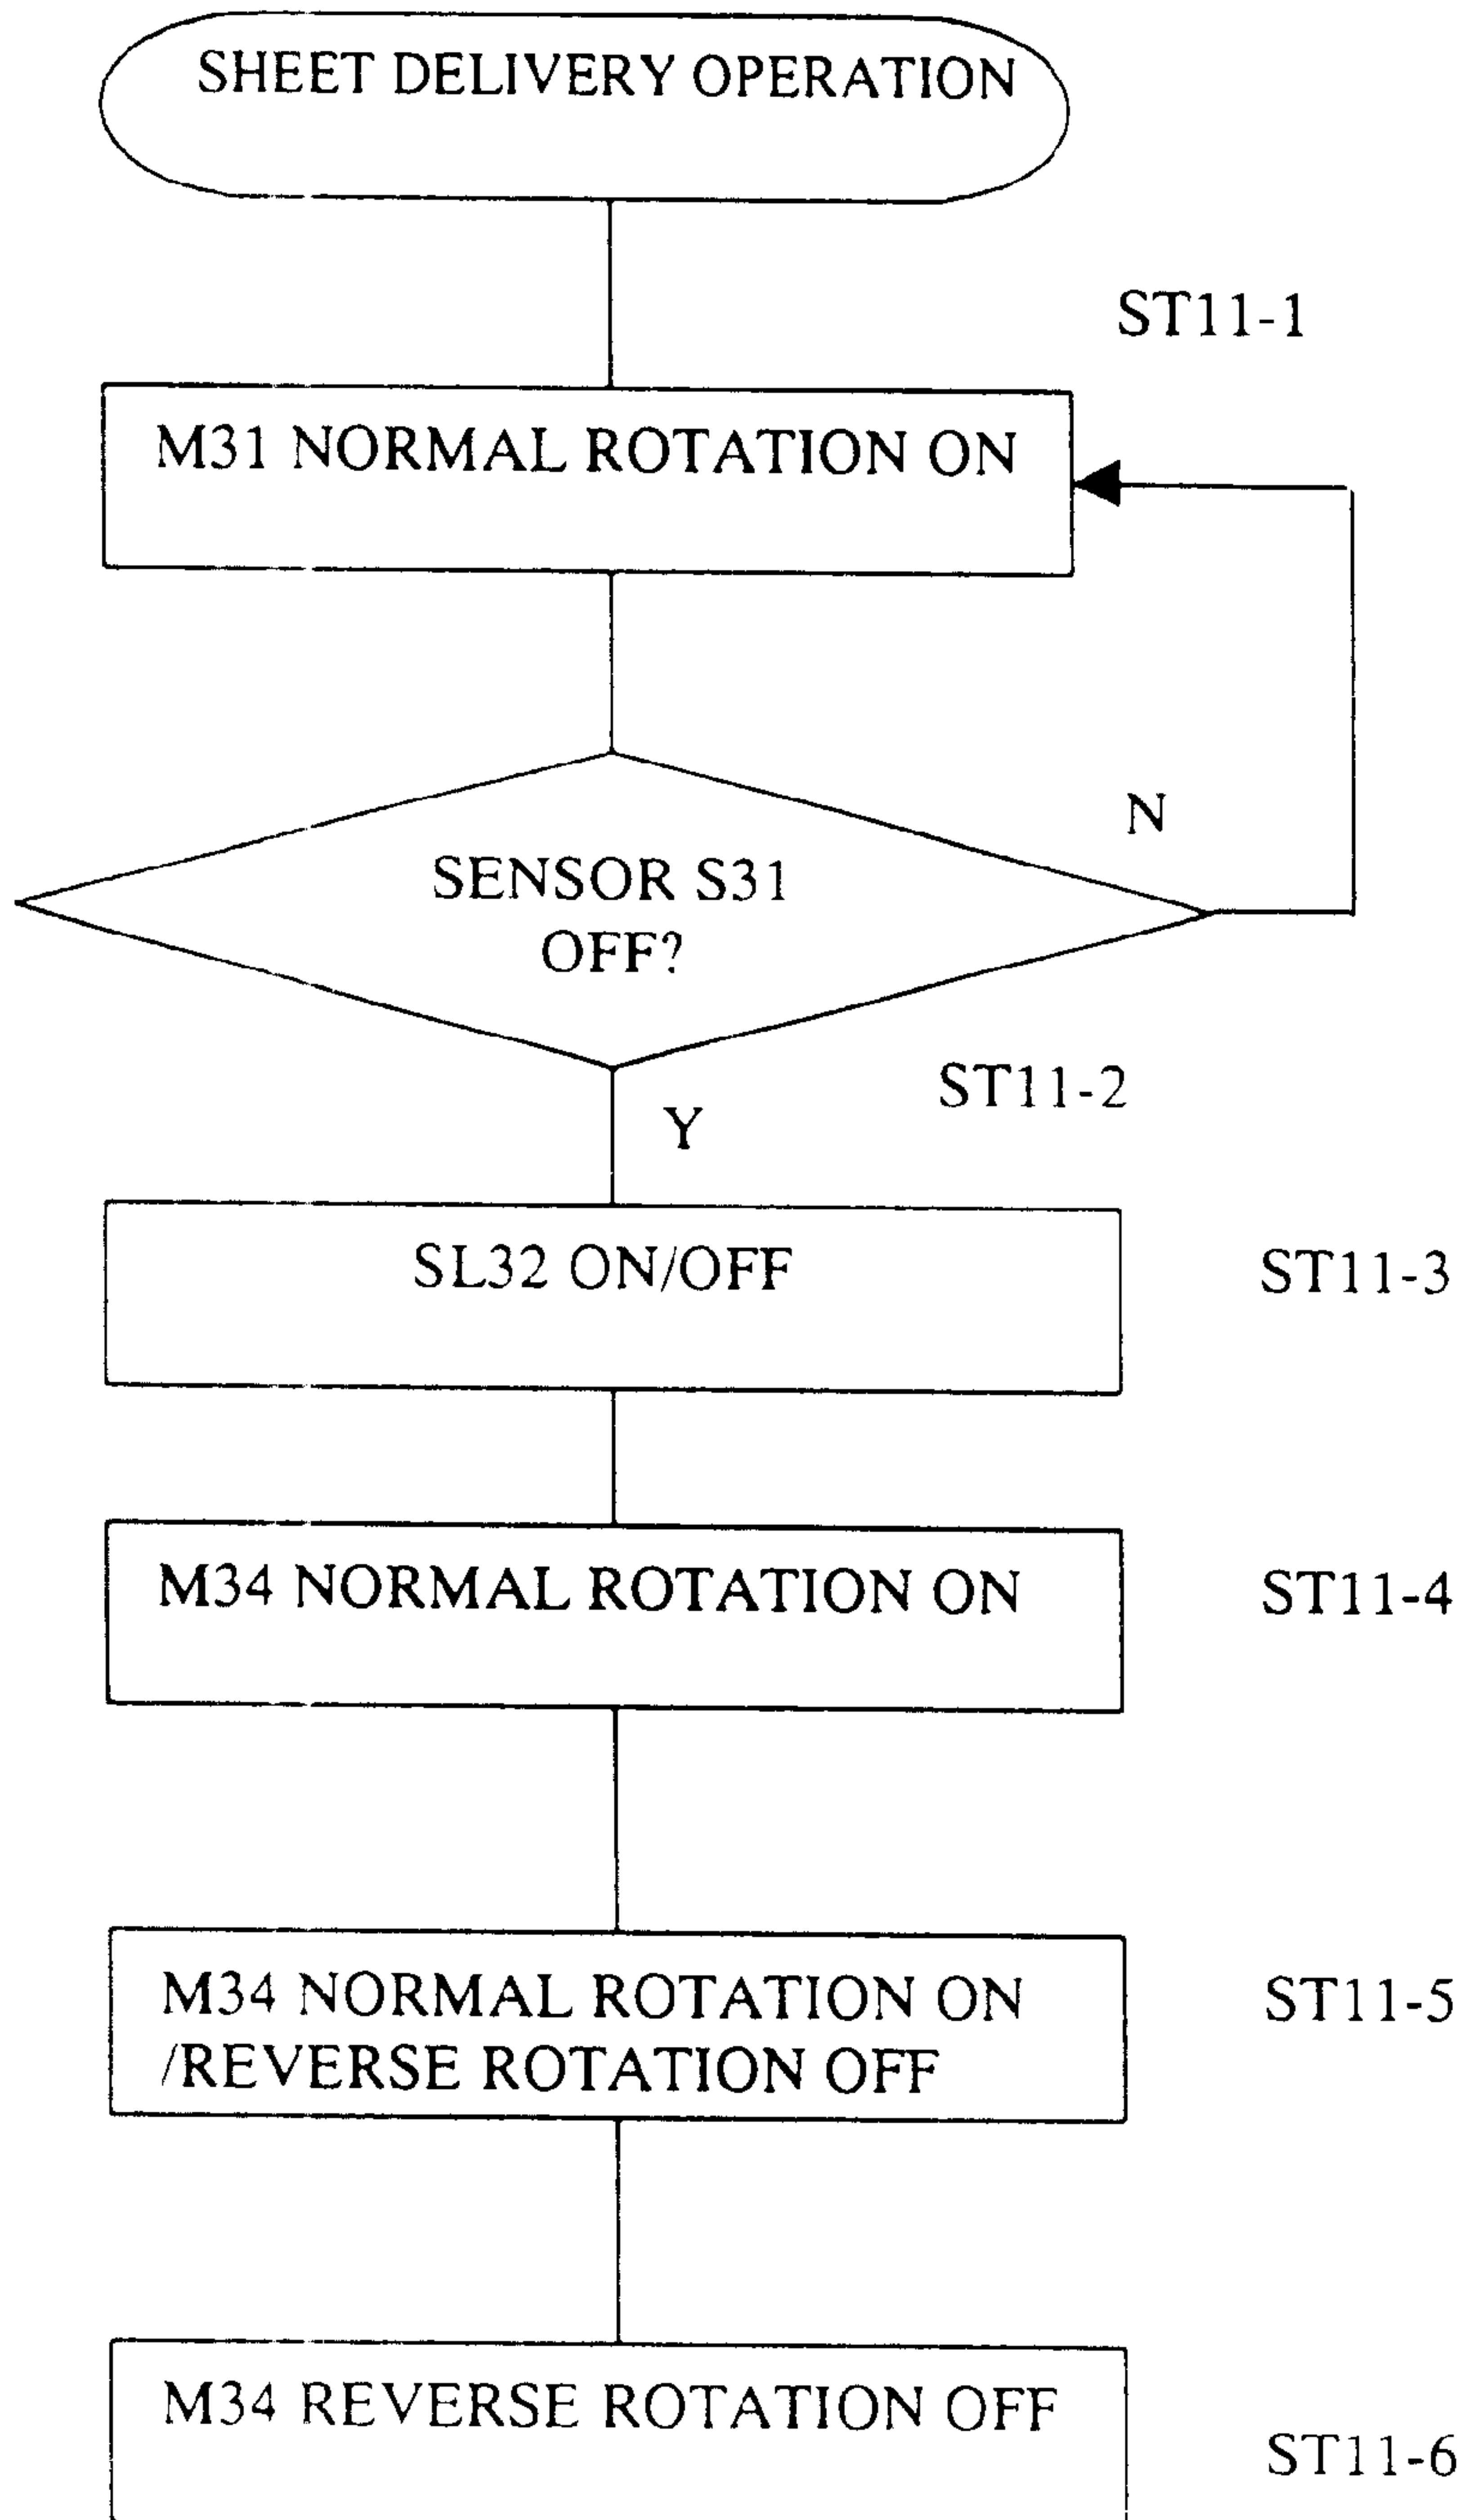 SHEET DELIVERY OPERATION
ST11-1
M31 NORMAL ROTATION ON
N
SENSOR S31
OFF?
ST11-2
Y
SL32 ON/OFF
ST11-3
M34 NORMAL ROTATION ON
ST11-4
M34 NORMAL ROTATION ON
/REVERSE ROTATION OFF
ST11-5
M34 REVERSE ROTATION OFF
ST11-6